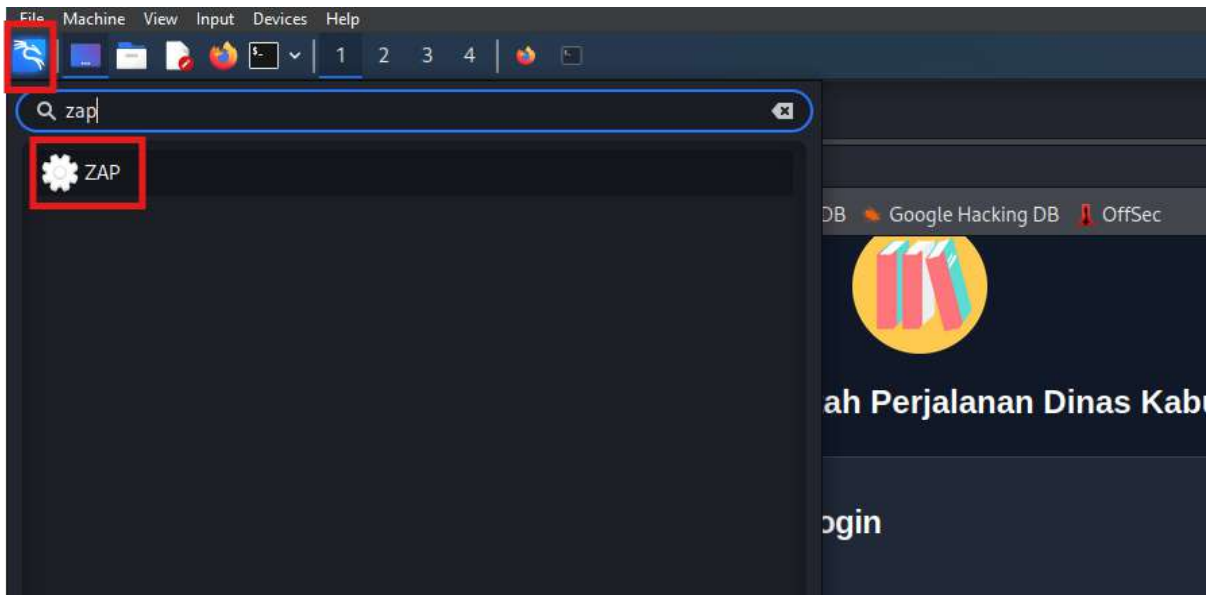 File Machine View Input Devices Help
1 2 3 4
zap
ZAP
DB Google Hacking DB OffSec
ah Perjalanan Dinas Kabu
ogin